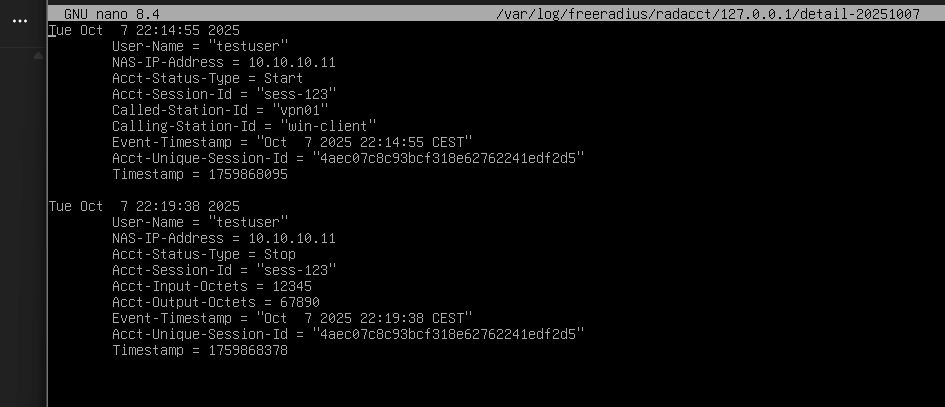 GNU nano 8.4 /var/log/freeradius/radacct/127.0.0.1/detail-20251007
Tue Oct  7 22:14:55 2025
User-Name = "testuser"
NAS-IP-Address = 10.10.10.11
Acct-Status-Type = Start
Acct-Session-Id = "sess-123"
Called-Station-Id = "vpn01"
Calling-Station-Id = "win-client"
Event-Timestamp = "Oct  7 2025 22:14:55 CEST"
Acct-Unique-Session-Id = "4aec07c8c93bcf318e62762241edf2d5"
Timestamp = 1759868095

Tue Oct  7 22:19:38 2025
User-Name = "testuser"
NAS-IP-Address = 10.10.10.11
Acct-Status-Type = Stop
Acct-Session-Id = "sess-123"
Acct-Input-Octets = 12345
Acct-Output-Octets = 67890
Event-Timestamp = "Oct  7 2025 22:19:38 CEST"
Acct-Unique-Session-Id = "4aec07c8c93bcf318e62762241edf2d5"
Timestamp = 1759868378